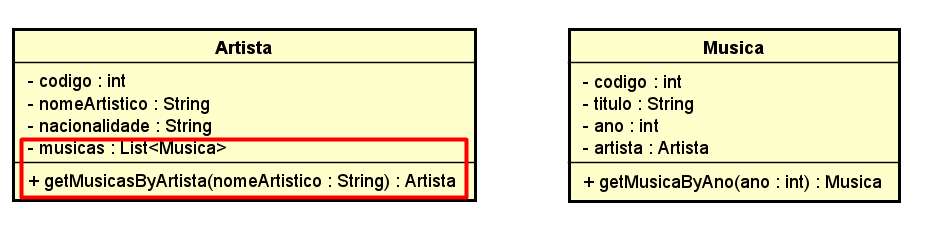 Artista
- codigo : int
- nomeArtistico : String
- nacionalidade : String
- musicas : List<Musica>
+ getMusicasByArtista(nomeArtistico : String) : Artista
Musica
- codigo : int
- titulo : String
- ano : int
- artista : Artista
+ getMusicaByAno(ano : int) : Musica